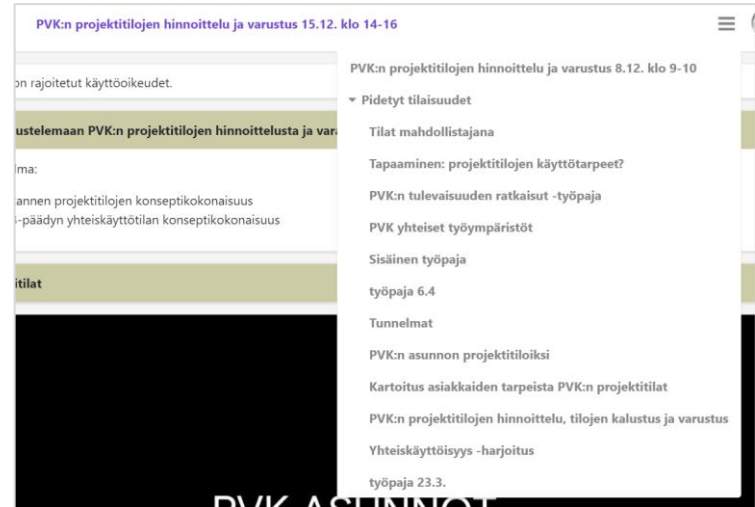 PVK:n projektitilojen hinnoittelu ja varustus 15.12. klo 14-16
on rajoitetut käyttöoikeudet.
ustelemaan PVK:n projektitilojen hinnoittelusta ja var
lma:
annen projektitilojen konseptikokonaisuus
-päädyn yhteiskäyttötilan konseptikokonaisuus
itilat
PVK:n projektitilojen hinnoittelu ja varustus 8.12. klo 9-10
Pidetyt tilaisuudet
Tilat mahdollistajana
Tapaaminen: projektitilojen käyttötarpeet?
PVK:n tulevaisuuden ratkaisut -työpaja
PVK yhteiset työympäristöt
Sisäinen työpaja
työpaja 6.4
Tunnelmat
PVK:n asunnon projektitiloiksi
Kartoitus asiakkaiden tarpeista PVK:n projektitilat
PVK:n projektitilojen hinnoittelu, tilojen kalustus ja varustus
Yhteiskäyttöisyys -harjoitus
työpaja 23.3.
PVK ASUNNOT